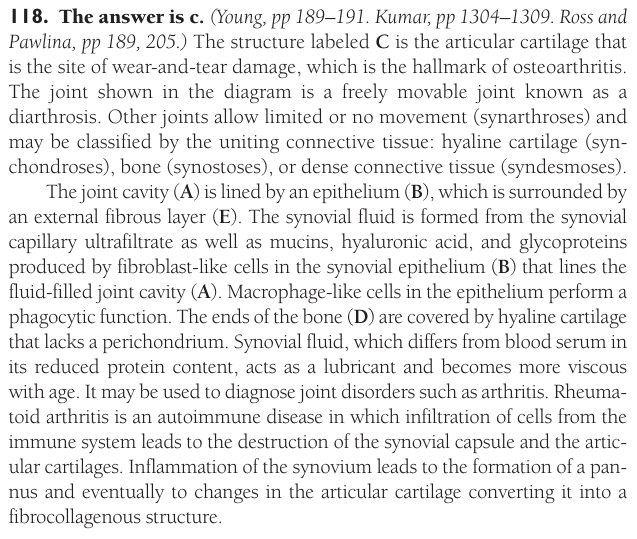 118. The answer is c. (Young, pp 189–191. Kumar, pp 1304–1309. Ross and
Pawlina, pp 189, 205.) The structure labeled C is the articular cartilage that
is the site of wear-and-tear damage, which is the hallmark of osteoarthritis.
The joint shown in the diagram is a freely movable joint known as a
diarthrosis. Other joints allow limited or no movement (synarthroses) and
may be classified by the uniting connective tissue: hyaline cartilage (syn-
chondroses), bone (synostoses), or dense connective tissue (syndesmoses).
The joint cavity (A) is lined by an epithelium (B), which is surrounded by
an external fibrous layer (E). The synovial fluid is formed from the synovial
capillary ultrafiltrate as well as mucins, hyaluronic acid, and glycoproteins
produced by fibroblast-like cells in the synovial epithelium (B) that lines the
fluid-filled joint cavity (A). Macrophage-like cells in the epithelium perform a
phagocytic function. The ends of the bone (D) are covered by hyaline cartilage
that lacks a perichondrium. Synovial fluid, which differs from blood serum in
its reduced protein content, acts as a lubricant and becomes more viscous
with age. It may be used to diagnose joint disorders such as arthritis. Rheuma-
toid arthritis is an autoimmune disease in which infiltration of cells from the
immune system leads to the destruction of the synovial capsule and the artic-
ular cartilages. Inflammation of the synovium leads to the formation of a pan-
nus and eventually to changes in the articular cartilage converting it into a
fibrocollagenous structure.